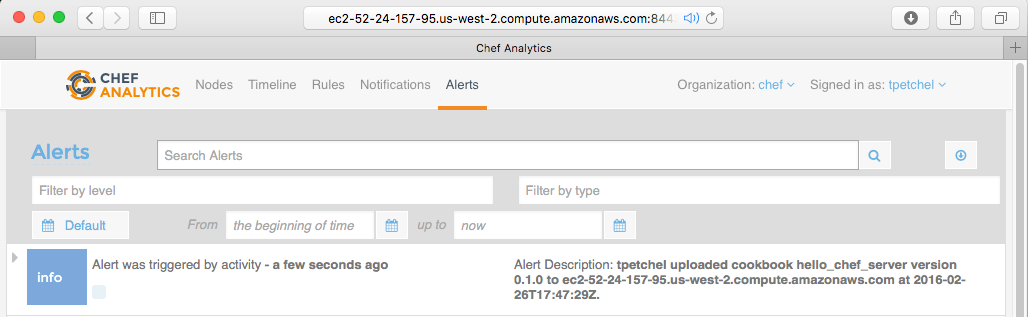 ec2-52-24-157-95.us-west-2.compute.amazonaws.com:844
Chef Analytics
CHEF ANALYTICS Nodes Timeline Rules Notifications Alerts Organization: chef Signed in as: tpetchel
Alerts Search Alerts
Filter by level Filter by type
Default From the beginning of time up to now
info
Alert was triggered by activity - a few seconds ago
Alert Description: tpetchel uploaded cookbook hello_chef_server version
0.1.0 to ec2-52-24-157-95.us-west-2.compute.amazonaws.com at 2016-02-
26T17:47:29Z.